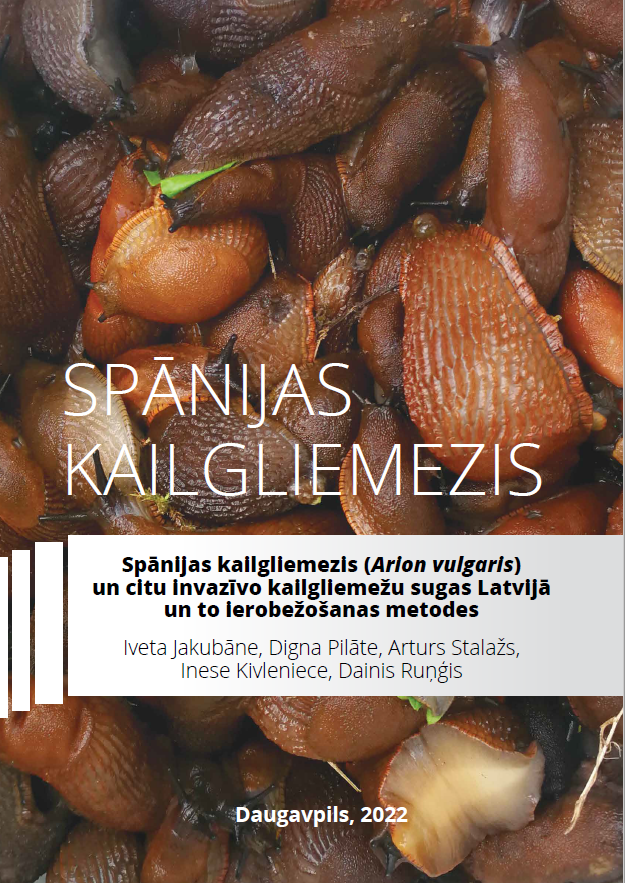 SPĀNIJAS
KAILGLIEMEZIS
Spānijas kailgliemezis (Arion vulgaris)
un citu invazīvo kailgliemežu sugas Latvijā
un to ierobežošanas metodes
Iveta Jakubāne, Digna Pilāte, Arturs Stalažs,
Inese Kivleniece, Dainis Ruņģis
Daugavpils, 2022